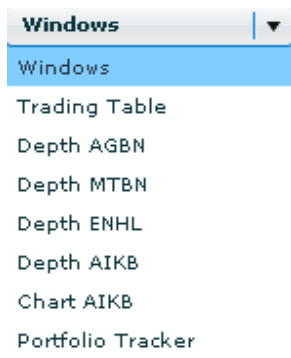 Windows
Windows
Trading Table
Depth AGBN
Depth MTBN
Depth ENHL
Depth AIKB
Chart AIKB
Portfolio Tracker